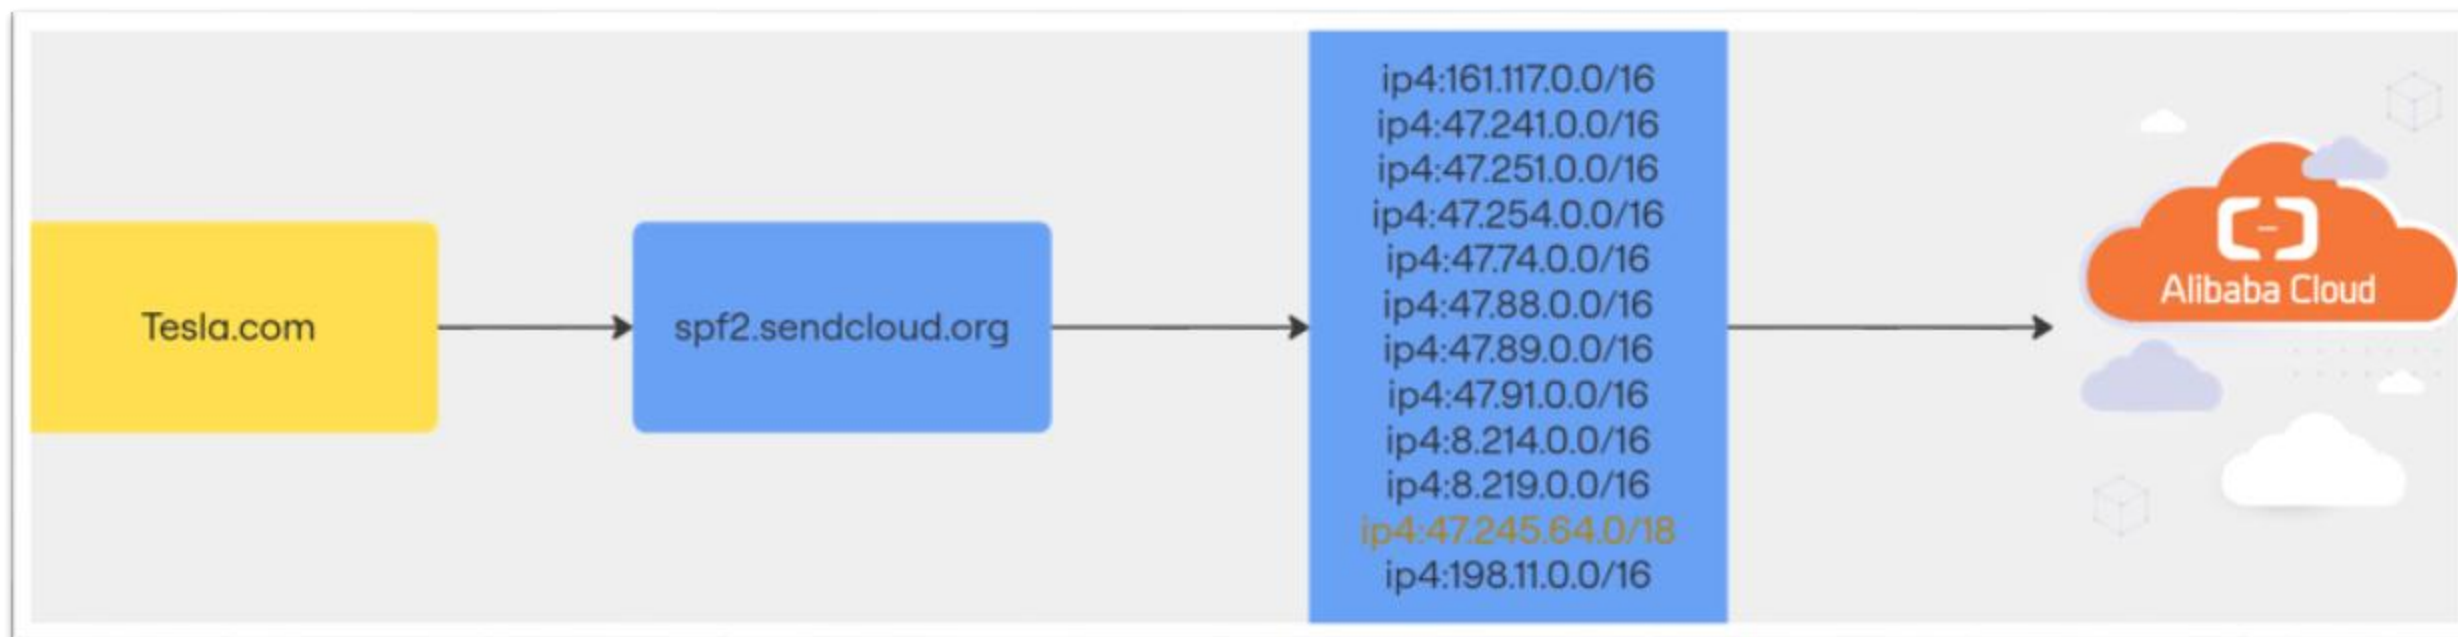 Tesla.com
spf2.sendcloud.org
ip4:161.117.0.0/16
ip4:47.241.0.0/16
ip4:47.251.0.0/16
ip4:47.254.0.0/16
ip4:47.74.0.0/16
ip4:47.88.0.0/16
ip4:47.89.0.0/16
ip4:47.91.0.0/16
ip4:8.214.0.0/16
ip4:8.219.0.0/16
ip4:47.245.64.0/18
ip4:198.11.0.0/16
Alibaba Cloud